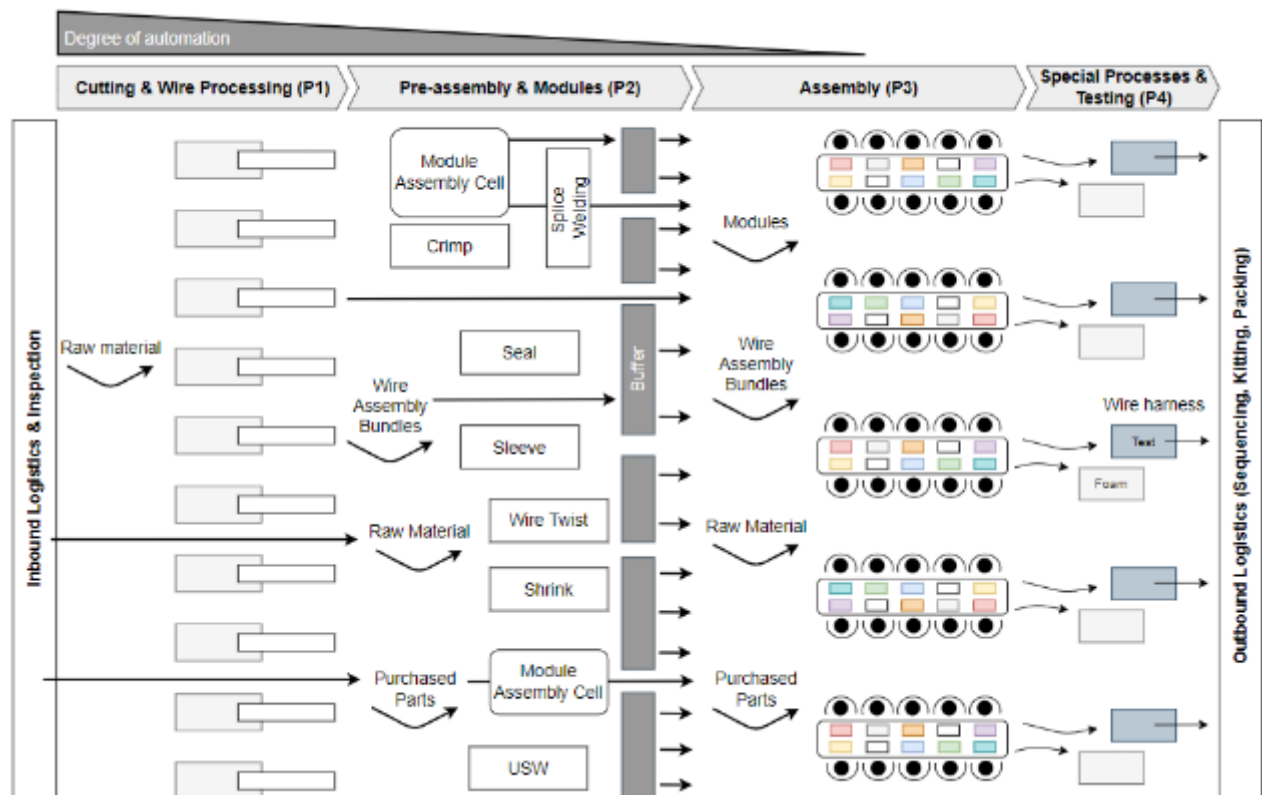 Degree of automation
Cutting & Wire Processing (P1)
Pre-assembly & Modules (P2)
Assembly (P3)
Special Processes &
Testing (P4)
Inbound Logistics & Inspection
Raw material
Module
Assembly Cell
Splice
Welding
Crimp
Seal
Wire
Assembly
Bundles
Sleeve
Raw Material
Wire Twist
Shrink
Purchased
Parts
Module
Assembly Cell
USW
Buffer
Modules
Wire
Assembly
Bundles
Raw Material
Purchased
Parts
Wire harness
Test
Foam
Outbound Logistics (Sequencing, Kitting, Packing)